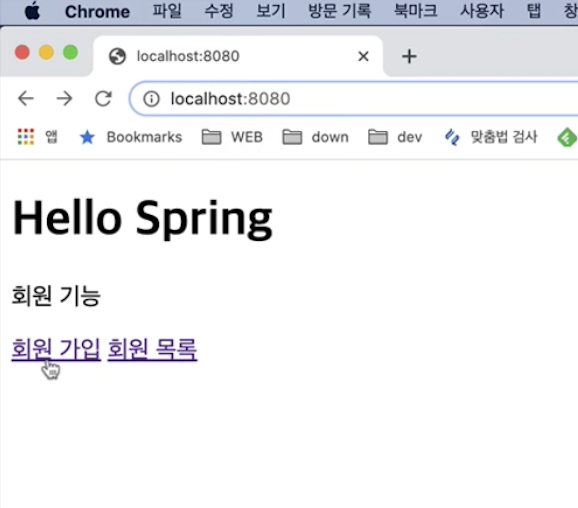 Chrome 파일 수정 보기 방문 기록 북마크 사용자 탭 창
localhost:8080
localhost:8080
앱 Bookmarks WEB down dev 맞춤법 검사
Hello Spring
회원 기능
회원 가입 회원 목록